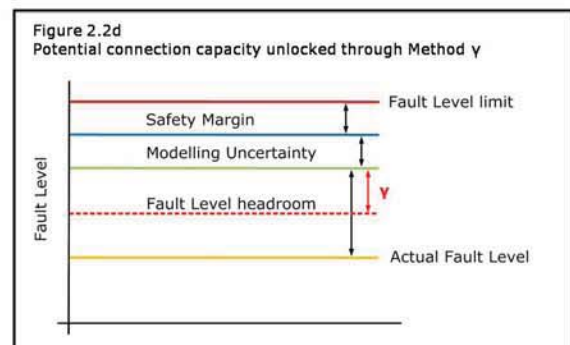 Figure 2.2d
Potential connection capacity unlocked through Method γ
Fault Level limit
Safety Margin
Modelling Uncertainty
Fault Level headroom
γ
Actual Fault Level
Fault Level